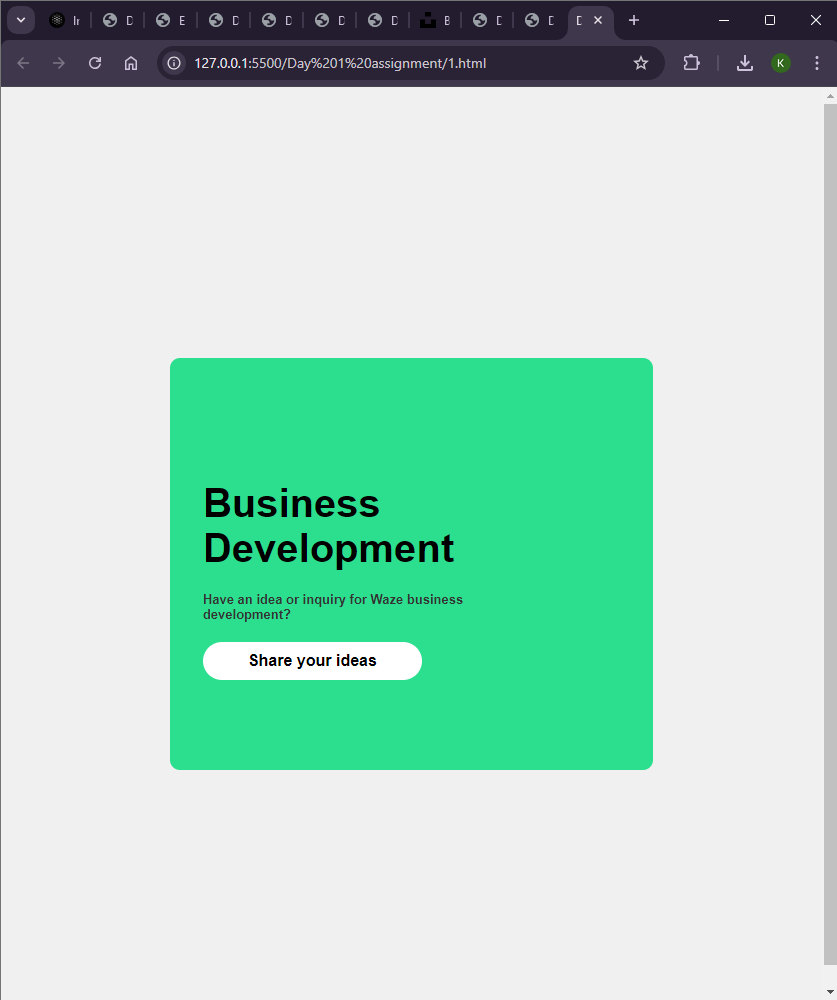 127.0.0.1:5500/Day%201%20assignment/1.html
K
Business
Development
Have an idea or inquiry for Waze business
development?
Share your ideas